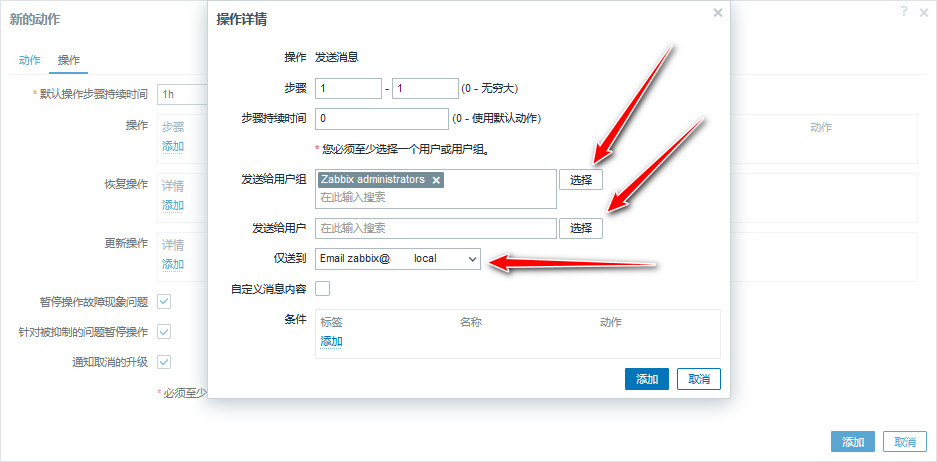 新的动作
?
动作 操作
* 默认操作步骤持续时间 1h
操作 步骤 动作
添加
恢复操作 详情
添加
更新操作 详情
添加
暂停操作故障现象问题
针对被抑制的问题暂停操作
通知取消的升级
* 必须至少
添加 取消
操作详情
操作 发送消息
步骤 1 - 1 (0 - 无穷大)
步骤持续时间 0 (0 - 使用默认动作)
* 您必须至少选择一个用户或用户组。
发送给用户组 Zabbix administrators 选择
在此输入搜索
发送给用户 在此输入搜索 选择
仅送到 Email zabbix@ local
自定义消息内容
条件 标签 名称 动作
添加
添加 取消